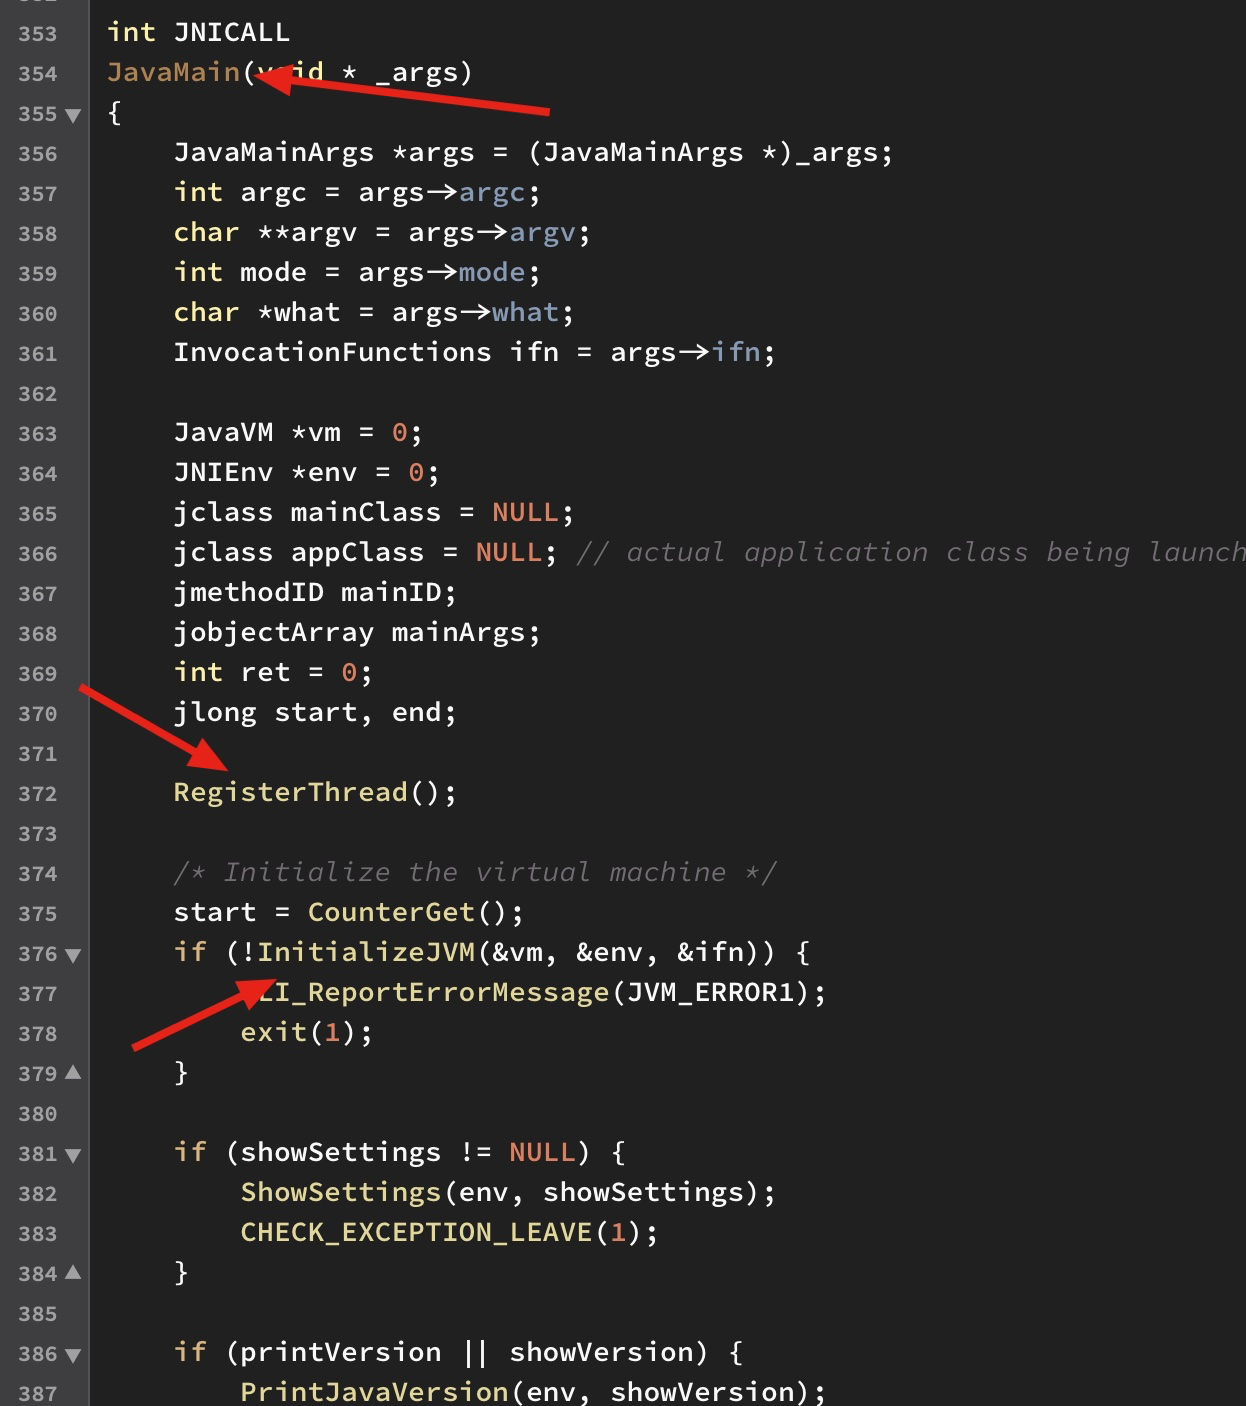 353 int JNICALL
354 JavaMain(void * _args)
355 {
356 JavaMainArgs *args = (JavaMainArgs *)_args;
357 int argc = args->argc;
358 char **argv = args->argv;
359 int mode = args->mode;
360 char *what = args->what;
361 InvocationFunctions ifn = args->ifn;
362
363 JavaVM *vm = 0;
364 JNIEnv *env = 0;
365 jclass mainClass = NULL;
366 jclass appClass = NULL; // actual application class being launch
367 jmethodID mainID;
368 jobjectArray mainArgs;
369 int ret = 0;
370 jlong start, end;
371
372 RegisterThread();
373
374 /* Initialize the virtual machine */
375 start = CounterGet();
376 if (!InitializeJVM(&vm, &env, &ifn)) {
377 JLI_ReportErrorMessage(JVM_ERROR1);
378 exit(1);
379 }
380
381 if (showSettings != NULL) {
382 ShowSettings(env, showSettings);
383 CHECK_EXCEPTION_LEAVE(1);
384 }
385
386 if (printVersion || showVersion) {
387 PrintJavaVersion(env, showVersion);